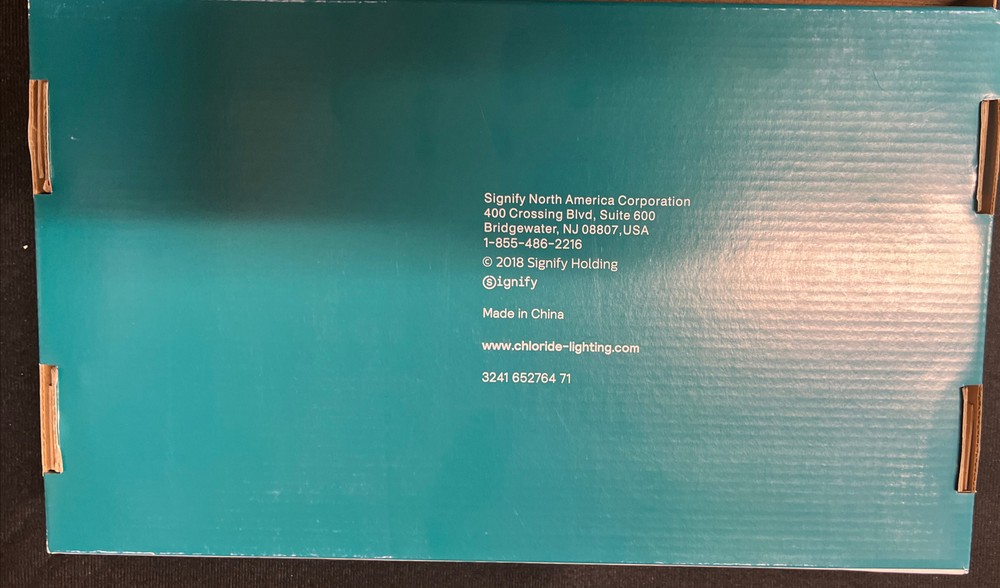 Signify North America Corporation
400 Crossing Blvd, Suite 600
Bridgewater, NJ 08807,USA
1-855-486-2216
© 2018 Signify Holding
Ⓢignify
Made in China
www.chloride-lighting.com
3241 652764 71